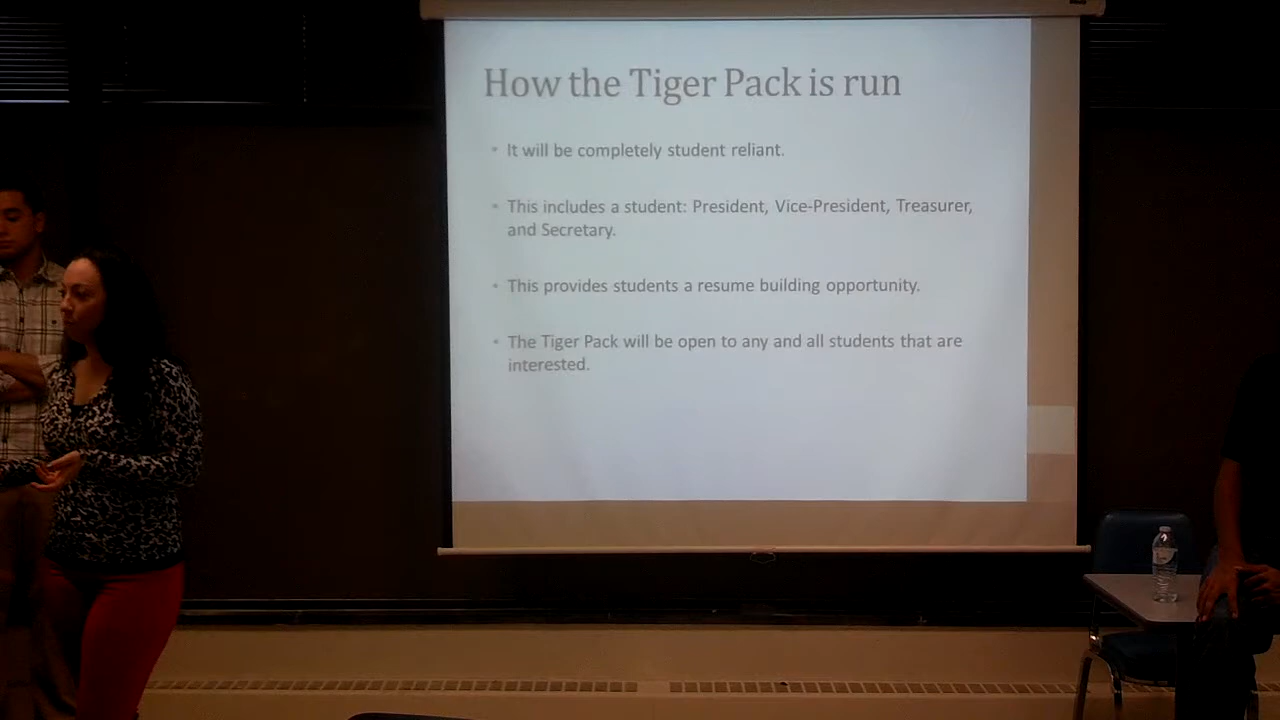 How the Tiger Pack is run
• It will be completely student reliant.
• This includes a student: President, Vice-President, Treasurer,
and Secretary.
• This provides students a resume building opportunity.
• The Tiger Pack will be open to any and all students that are
interested.